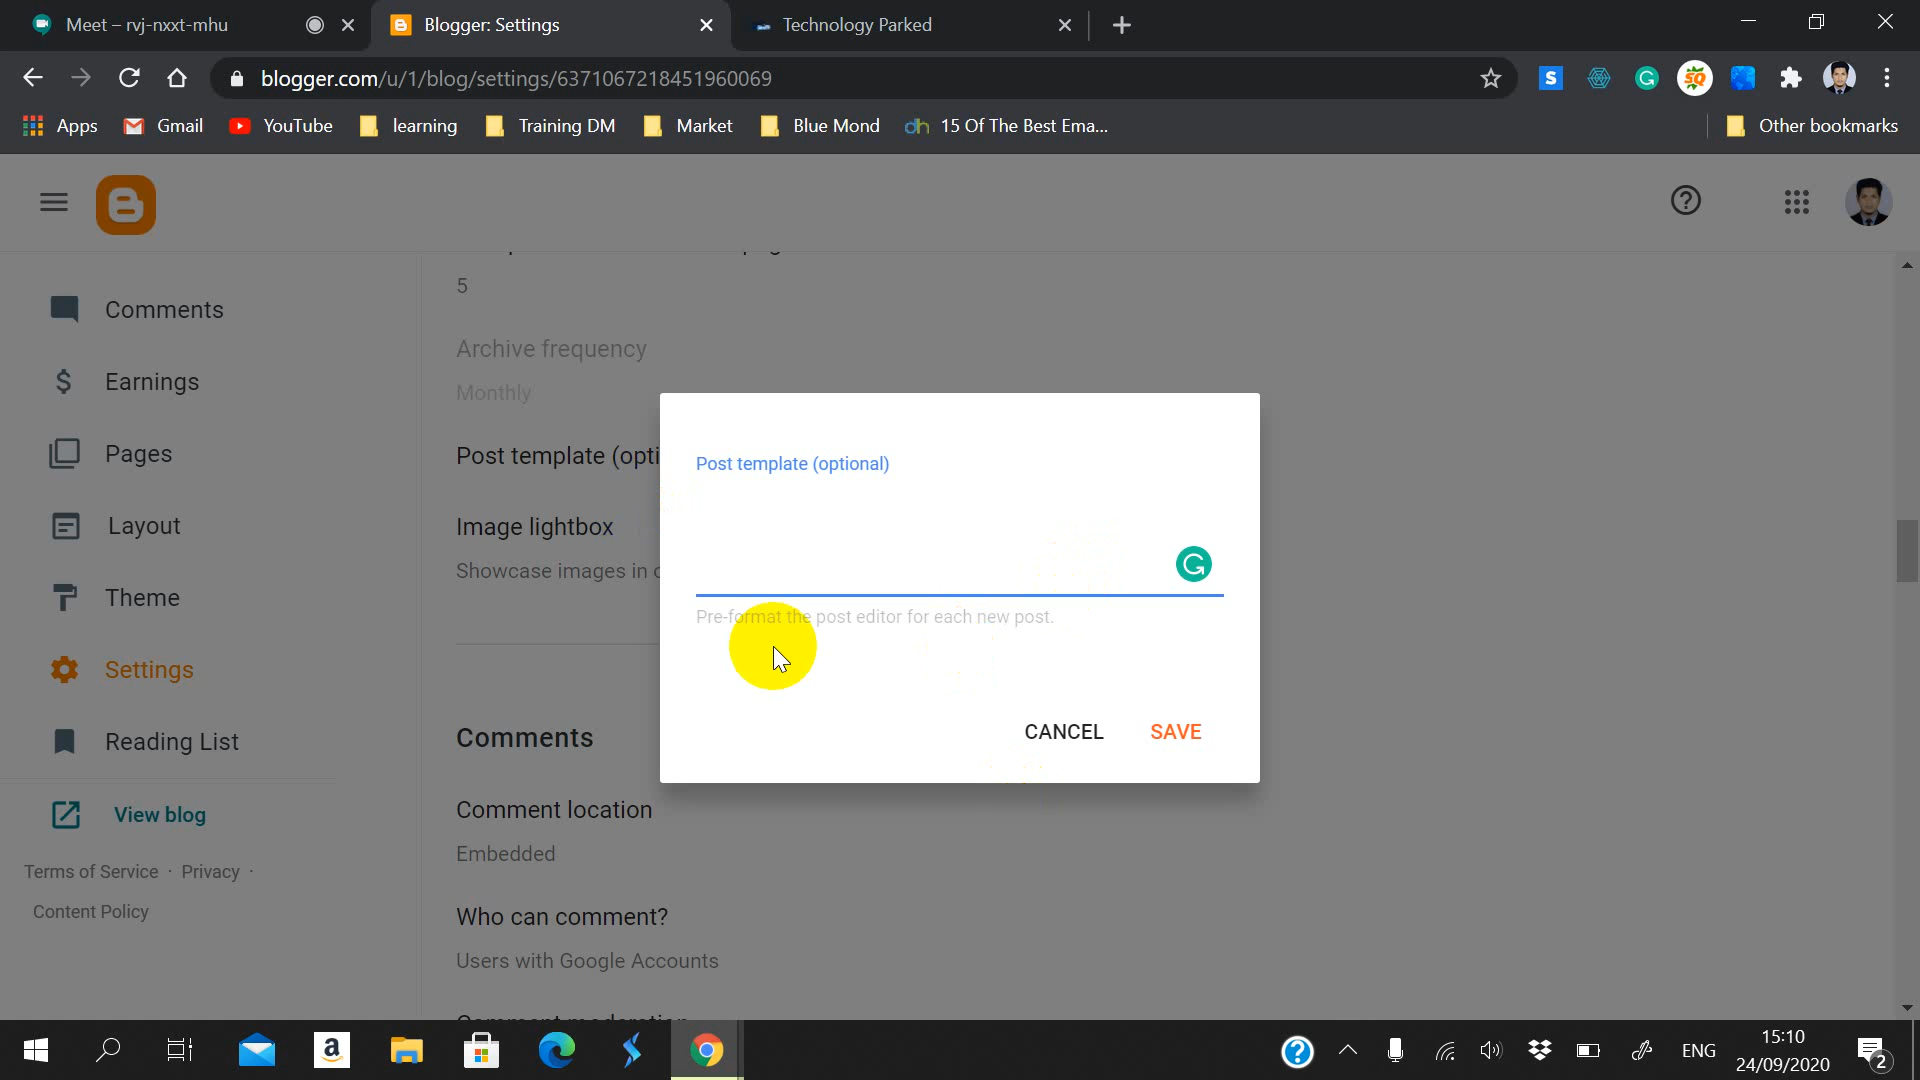 Meet – rvj-nxxt-mhu
Blogger: Settings
Technology Parked
blogger.com/u/1/blog/settings/6371067218451960069
Apps
Gmail
YouTube
learning
Training DM
Market
Blue Mond
15 Of The Best Ema...
Other bookmarks
Comments
Earnings
Pages
Layout
Theme
Settings
Reading List
View blog
Terms of Service · Privacy ·
Content Policy
5
Archive frequency
Monthly
Post template (opti
Image lightbox
Showcase images in
Comments
Comment location
Embedded
Who can comment?
Users with Google Accounts
Comment moderation
Post template (optional)
Pre-format the post editor for each new post.
CANCEL
SAVE
ENG
15:10
24/09/2020
2